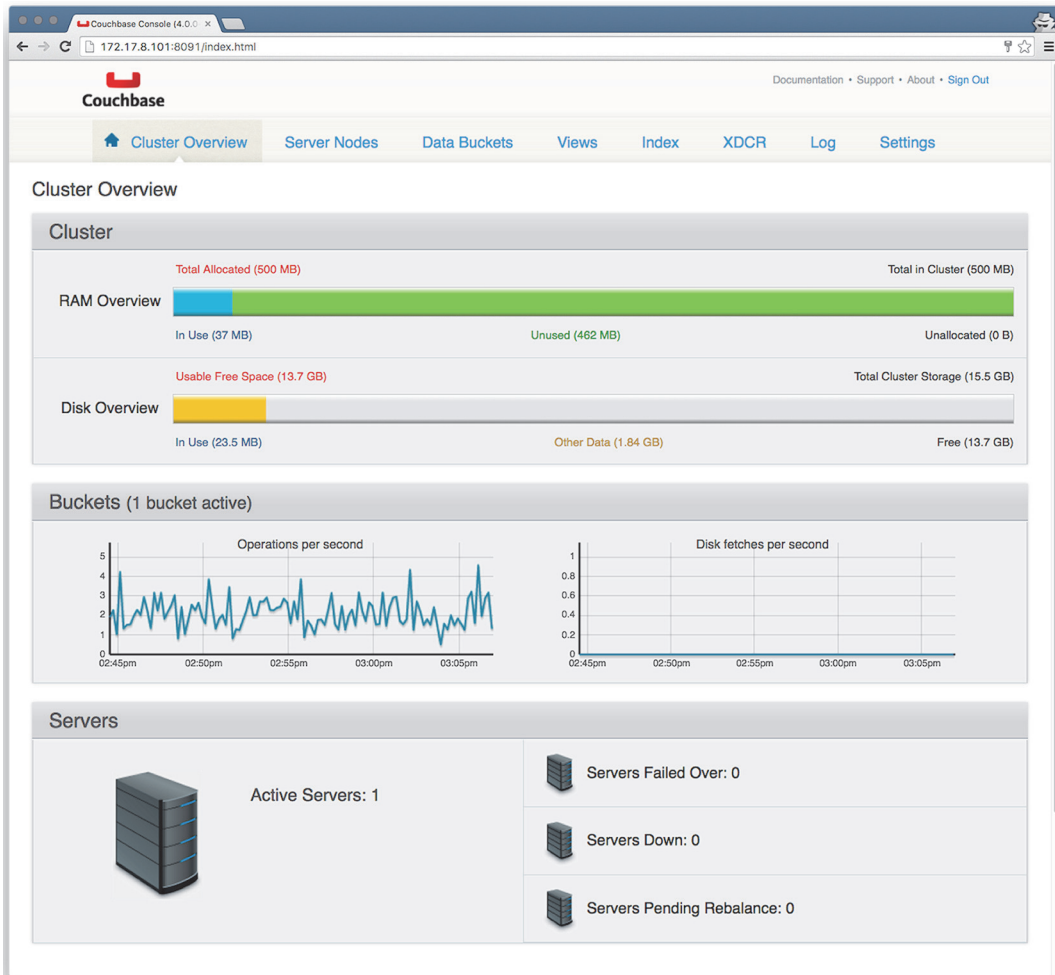 Couchbase Console (4.0.0
172.17.8.101:8091/index.html
Documentation • Support • About • Sign Out
Couchbase
Cluster Overview Server Nodes Data Buckets Views Index XDCR Log Settings
Cluster Overview
Cluster
Total Allocated (500 MB) Total in Cluster (500 MB)
RAM Overview
In Use (37 MB) Unused (462 MB) Unallocated (0 B)
Usable Free Space (13.7 GB) Total Cluster Storage (15.5 GB)
Disk Overview
In Use (23.5 MB) Other Data (1.84 GB) Free (13.7 GB)
Buckets (1 bucket active)
Operations per second
5
4
3
2
1
0
02:45pm 02:50pm 02:55pm 03:00pm 03:05pm
Disk fetches per second
1
0.8
0.6
0.4
0.2
0
02:45pm 02:50pm 02:55pm 03:00pm 03:05pm
Servers
Active Servers: 1
Servers Failed Over: 0
Servers Down: 0
Servers Pending Rebalance: 0